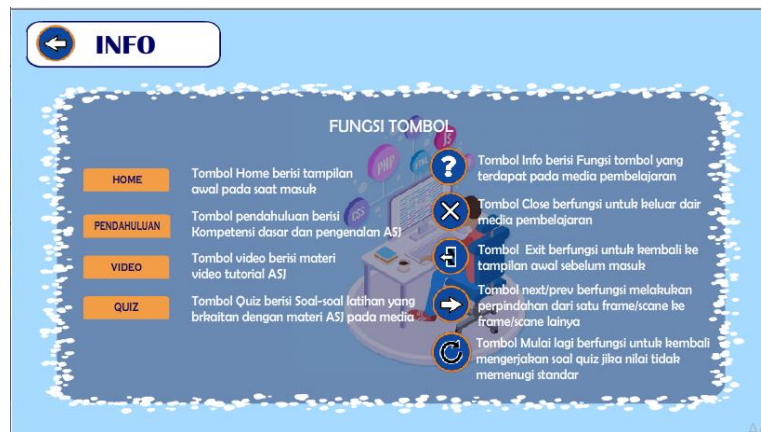 INFO
FUNGSI TOMBOL
HOME
Tombol Home berisi tampilan
awal pada saat masuk
PENDAHULUAN
Tombol pendahuluan berisi
Kompetensi dasar dan pengenalan ASJ
VIDEO
Tombol video berisi materi
video tutorial ASJ
QUIZ
Tombol Quiz berisi Soal-soal latihan yang
brkaitan dengan materi ASJ pada media
?
Tombol Info berisi Fungsi tombol yang
terdapat pada media pembelajaran
Tombol Close berfungsi untuk keluar dair
media pembelajaran
Tombol Exit berfungsi untuk kembali ke
tampilan awal sebelum masuk
Tombol next/prev berfungsi melakukan
perpindahan dari satu frame/scane ke
frame/scane lainya
Tombol Mulai lagi berfungsi untuk kembali
mengerjakan soal quiz jika nilai tidak
memenugi standar
PHP
JS
CSS